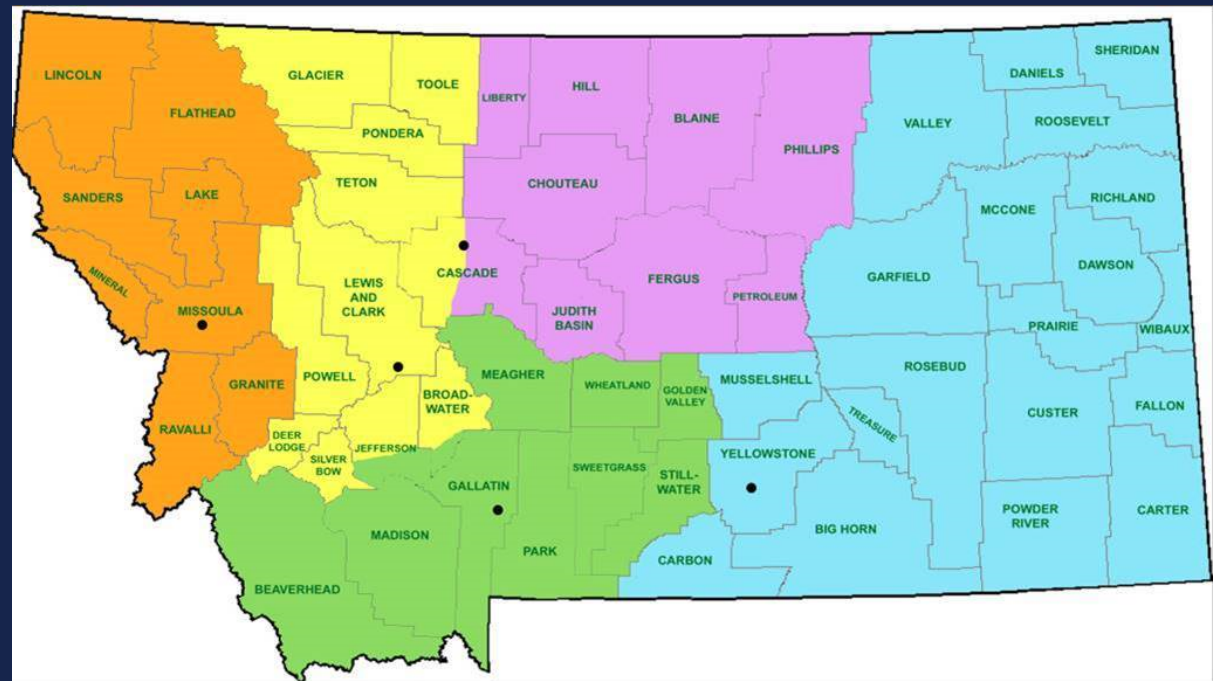 LINCOLN
FLATHEAD
SANDERS
LAKE
MINERAL
MISSOULA
RAVALLI
GRANITE
GLACIER
TOOLE
PONDERA
TETON
LEWIS
AND
CLARK
CASCADE
POWELL
BROAD-
WATER
DEER
LODGE
SILVER
BOW
JEFFERSON
LIBERTY
HILL
BLAINE
PHILLIPS
CHOUTEAU
JUDITH
BASIN
FERGUS
PETROLEUM
MEAGHER
WHEATLAND
GOLDEN
VALLEY
GALLATIN
SWEETGRASS
STILL-
WATER
MADISON
PARK
BEAVERHEAD
VALLEY
DANIELS
SHERIDAN
ROOSEVELT
RICHLAND
MCCONE
GARFIELD
DAWSON
PRAIRIE
WIBAUX
MUSSELSHELL
ROSEBUD
TREASURE
CUSTER
FALLON
YELLOWSTONE
BIG HORN
POWDER
RIVER
CARTER
CARBON